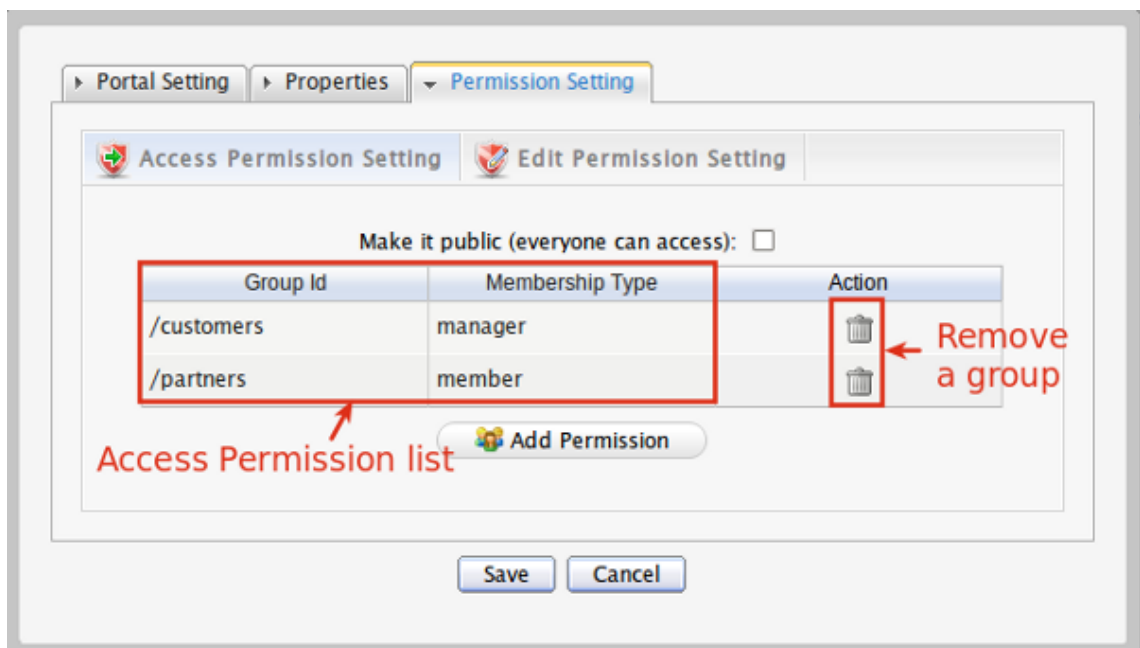 Portal Setting Properties Permission Setting
Access Permission Setting Edit Permission Setting
Make it public (everyone can access):
Group Id Membership Type Action
/customers manager
/partners member
Remove
a group
Access Permission list
Add Permission
Save Cancel